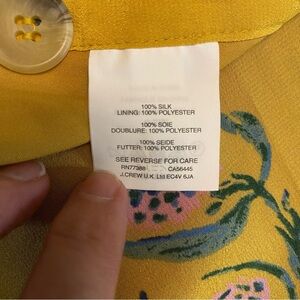 100% SILK
LINING: 100% POLYESTER
100% SOIE
DOUBLURE: 100% POLYESTER
100% SEIDE
FUTTER: 100% POLYESTER
SEE REVERSE FOR CARE
RN77388 CA56445
J.CREW U.K. Ltd EC4V 6JA